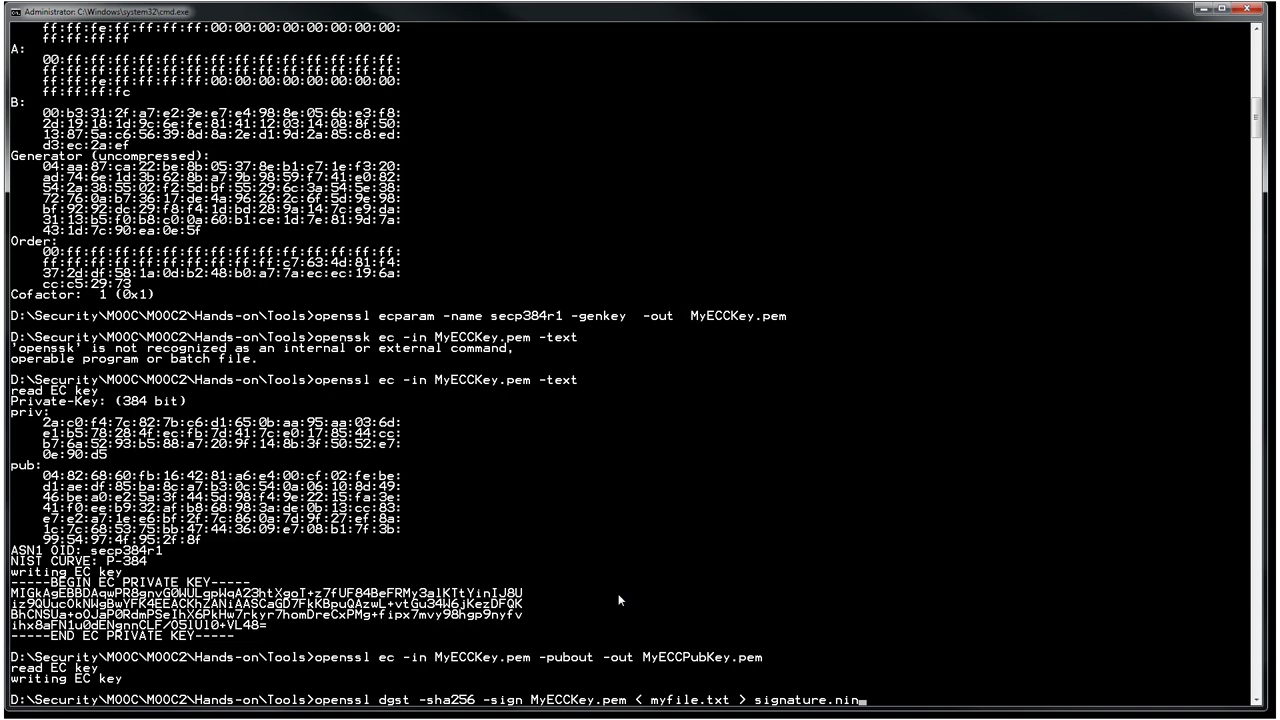 Administrator: C:\Windows\system32\cmd.exe
ff:ff:fe:ff:ff:ff:ff:00:00:00:00:00:00:00:00:
ff:ff:ff:ff
A:
00:ff:ff:ff:ff:ff:ff:ff:ff:ff:ff:ff:ff:ff:ff:
ff:ff:ff:ff:ff:ff:ff:ff:ff:ff:ff:ff:ff:ff:ff:
ff:ff:fe:ff:ff:ff:ff:00:00:00:00:00:00:00:00:
ff:ff:ff:fc
B:
00:b3:31:2f:a7:e2:3e:e7:e4:98:8e:05:6b:e3:f8:
2d:19:18:1d:9c:6e:fe:81:41:12:03:14:08:8f:50:
13:87:5a:c6:56:39:8d:8a:2e:d1:9d:2a:85:c8:ed:
d3:ec:2a:ef
Generator (uncompressed):
04:aa:87:ca:22:be:8b:05:37:8e:b1:c7:1e:f3:20:
ad:74:6e:1d:3b:62:8b:a7:9b:98:59:f7:41:e0:82:
54:2a:38:55:02:f2:5d:bf:55:29:6c:3a:54:5e:38:
72:76:0a:b7:36:17:de:4a:96:26:2c:6f:5d:9e:98:
bf:92:92:dc:29:f8:f4:1d:bd:28:9a:14:7c:e9:da:
31:13:b5:f0:b8:c0:0a:60:b1:ce:1d:7e:81:9d:7a:
43:1d:7c:90:ea:0e:5f
Order:
00:ff:ff:ff:ff:ff:ff:ff:ff:ff:ff:ff:ff:ff:ff:
ff:ff:ff:ff:ff:ff:ff:ff:ff:ff:c7:63:4d:81:f4:
37:2d:df:58:1a:0d:b2:48:b0:a7:7a:ec:ec:19:6a:
cc:c5:29:73
Cofactor:  1 (0x1)
D:\Security\MOOC\MOOC2\Hands-on\Tools>openssl ecparam -name secp384r1 -genkey  -out  MyECCKey.pem
D:\Security\MOOC\MOOC2\Hands-on\Tools>openssk ec -in MyECCKey.pem -text
'openssk' is not recognized as an internal or external command,
operable program or batch file.
D:\Security\MOOC\MOOC2\Hands-on\Tools>openssl ec -in MyECCKey.pem -text
read EC key
Private-Key: (384 bit)
priv:
2a:c0:f4:7c:82:7b:c6:d1:65:0b:aa:95:aa:03:6d:
e1:b5:78:28:4f:ec:fb:7d:41:7c:e0:17:85:44:cc:
b7:6a:52:93:b5:88:a7:20:9f:14:8b:3f:50:52:e7:
0e:90:d5
pub:
04:82:68:60:fb:16:42:81:a6:e4:00:cf:02:fe:be:
d1:ae:df:85:ba:8c:a7:b3:0c:54:0a:06:10:8d:49:
46:be:a0:e2:5a:3f:44:5d:98:f4:9e:22:15:fa:3e:
41:f0:ee:b9:32:af:b8:68:98:3a:de:0b:13:cc:83:
e7:e2:a7:1e:e6:bf:2f:7c:86:0a:7d:9f:27:ef:8a:
1c:7c:68:53:75:bb:47:44:36:09:e7:08:b1:7f:3b:
99:54:97:4f:95:2f:8f
ASN1 OID: secp384r1
NIST CURVE: P-384
writing EC key
-----BEGIN EC PRIVATE KEY-----
MIGkAgEBBDAqwPR8gnvG0WULqpWqA23htXgoT+z7fUF84BeFRMy3alKTtYinIJ8U
iz9QUucOkNWgBwYFK4EEACKhZANiAASCaGD7FkKBpuQAzwL+vtGu34W6jKezDFQK
BhCNSUa+oOJaP0RdmPSeIhX6PkHw7rkyr7homDreCxPMg+fipx7mvy98hgp9nyfv
ihx8aFN1u0dENgnnCLF/O5lUl0+VL48=
-----END EC PRIVATE KEY-----
D:\Security\MOOC\MOOC2\Hands-on\Tools>openssl ec -in MyECCKey.pem -pubout -out MyECCPubKey.pem
read EC key
writing EC key
D:\Security\MOOC\MOOC2\Hands-on\Tools>openssl dgst -sha256 -sign MyECCKey.pem < myfile.txt > signature.nin